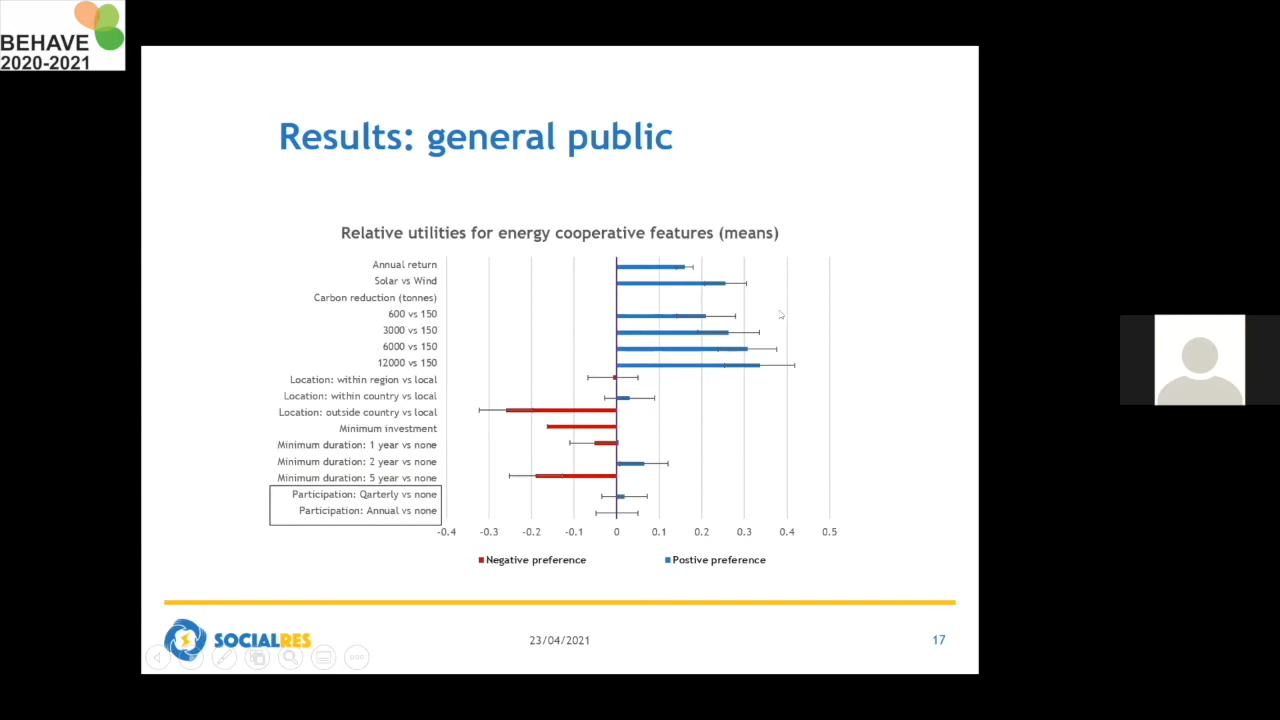 BEHAVE
2020-2021
Results: general public
Relative utilities for energy cooperative features (means)
Annual return
Solar vs Wind
Carbon reduction (tonnes)
600 vs 150
3000 vs 150
6000 vs 150
12000 vs 150
Location: within region vs local
Location: within country vs local
Location: outside country vs local
Minimum investment
Minimum duration: 1 year vs none
Minimum duration: 2 year vs none
Minimum duration: 5 year vs none
Participation: Qarterly vs none
Participation: Annual vs none
-0.4 -0.3 -0.2 -0.1 0 0.1 0.2 0.3 0.4 0.5
Negative preference Postive preference
SOCIALRES 23/04/2021 17